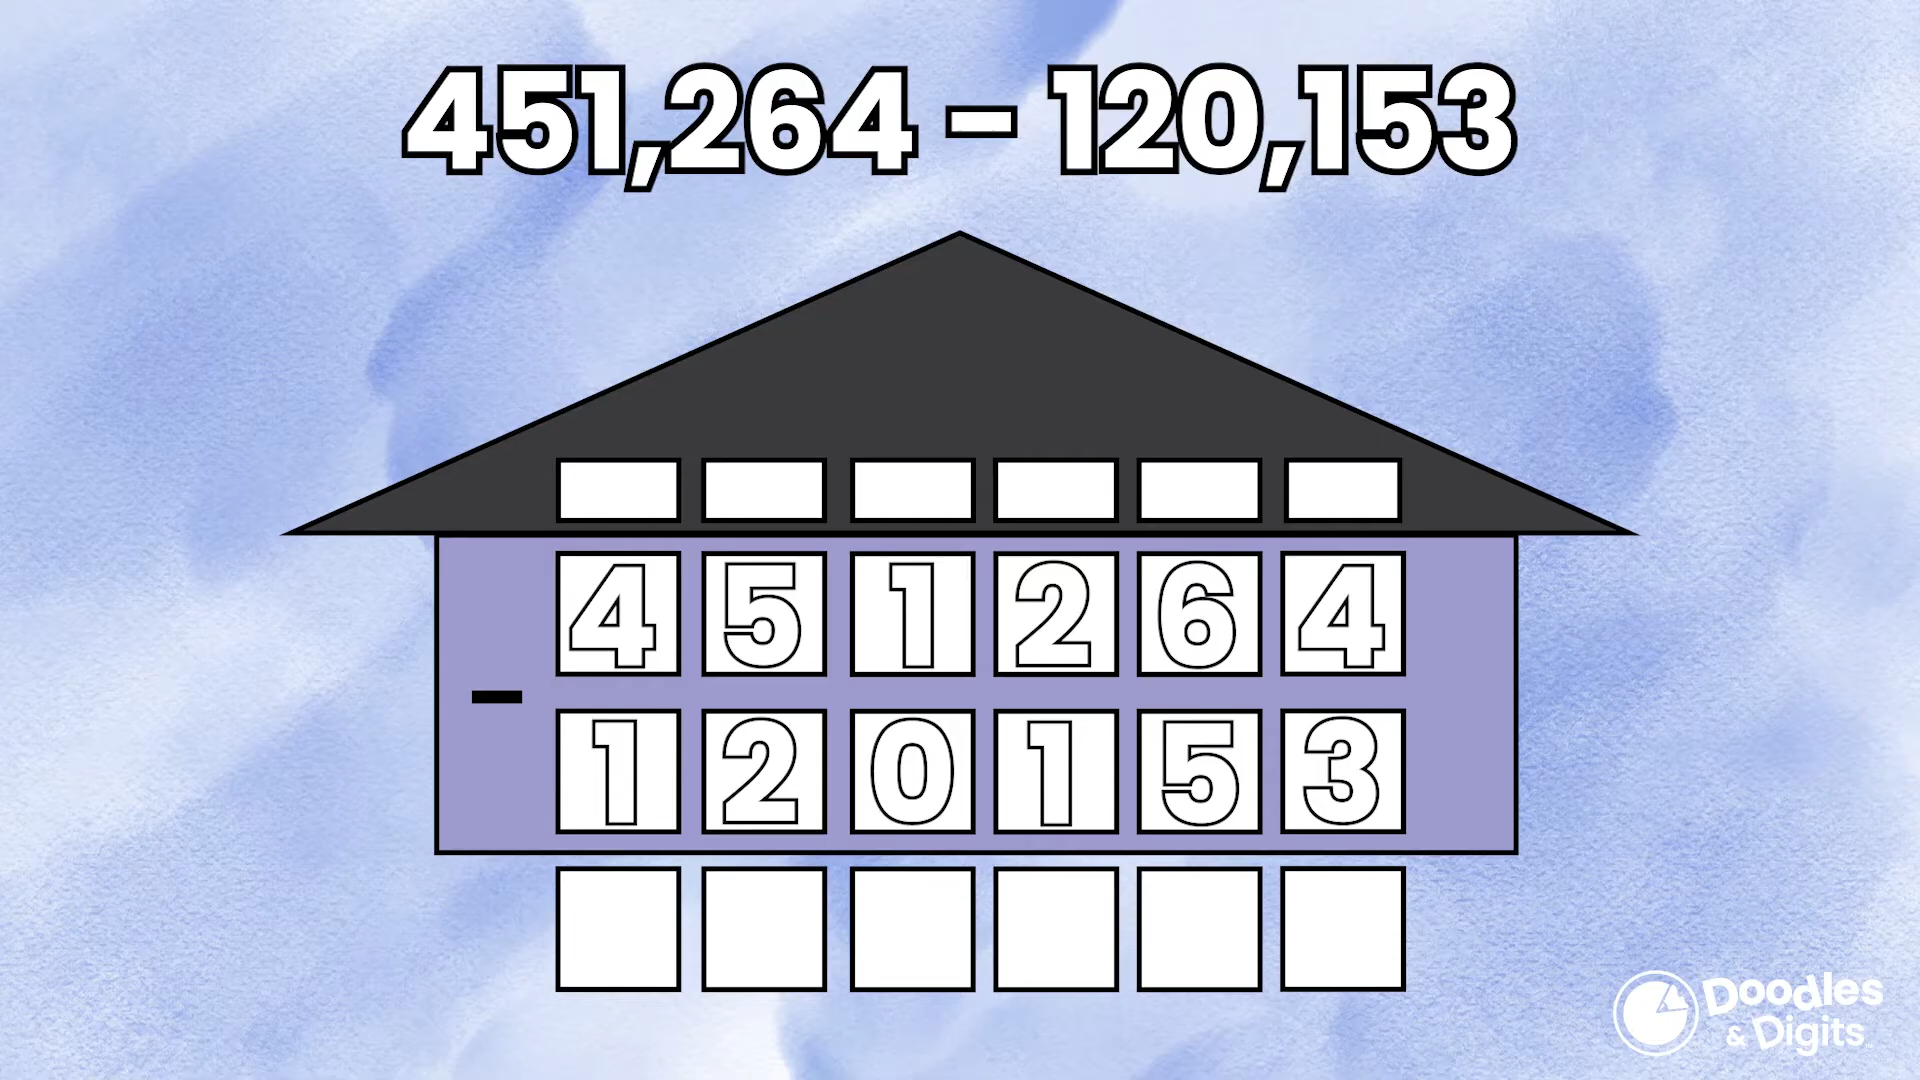 451,264 – 120,153
4 5 1 2 6 4
–
1 2 0 1 5 3
Doodles
& Digits